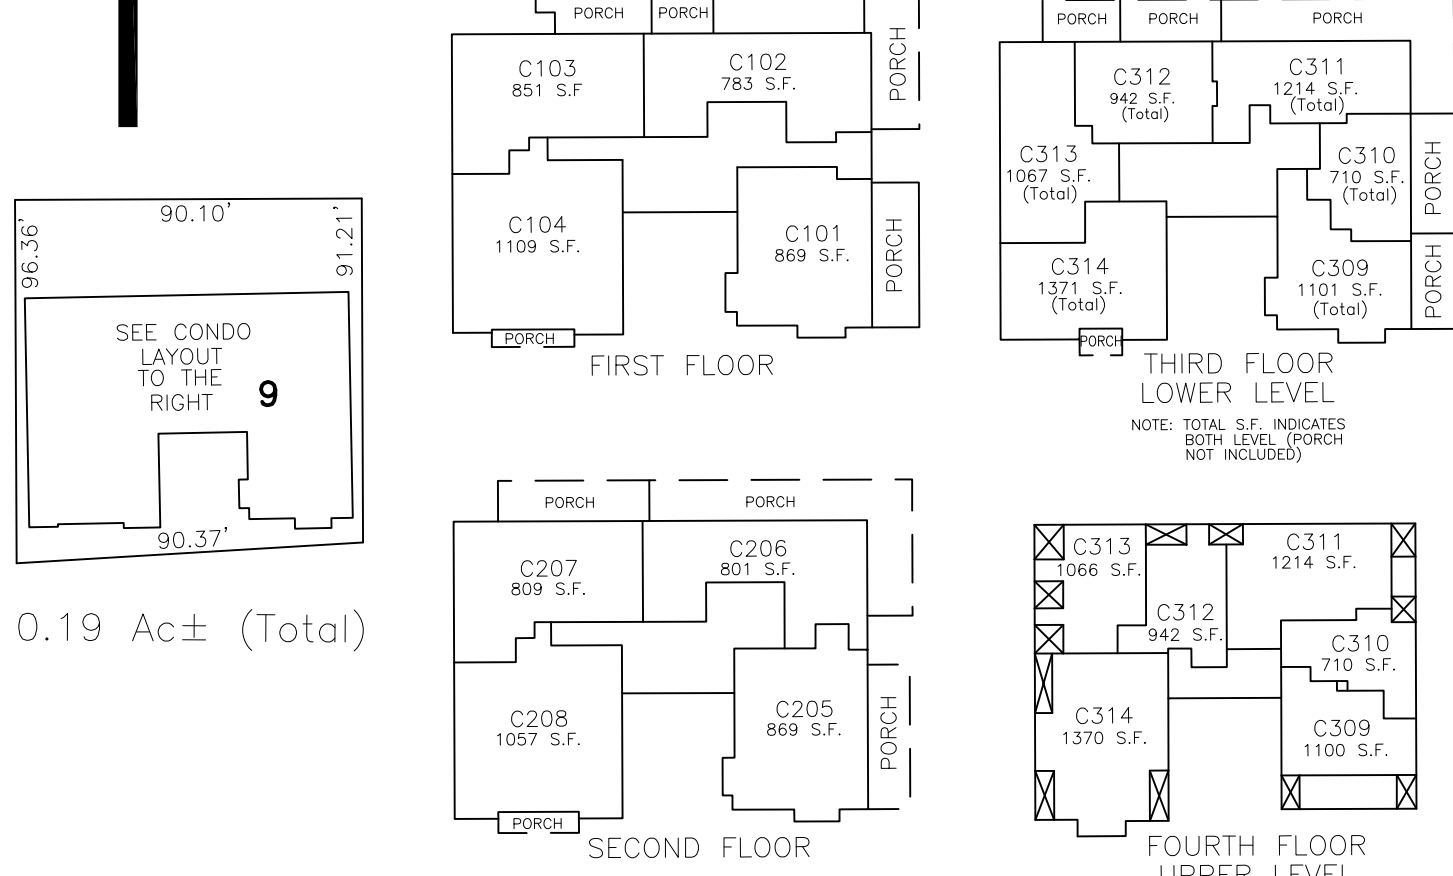 90.10'
96.36'
91.21'
SEE CONDO
LAYOUT
TO THE
RIGHT
9
90.37'
0.19 Ac± (Total)
PORCH
PORCH
PORCH
C103
851 S.F
C102
783 S.F.
C104
1109 S.F.
C101
869 S.F.
PORCH
PORCH
FIRST FLOOR
PORCH
PORCH
PORCH
C312
942 S.F.
(Total)
C311
1214 S.F.
(Total)
C313
1067 S.F.
(Total)
C310
710 S.F.
(Total)
PORCH
C314
1371 S.F.
(Total)
C309
1101 S.F.
(Total)
PORCH
PORCH
THIRD FLOOR
LOWER LEVEL
NOTE: TOTAL S.F. INDICATES
BOTH LEVEL (PORCH
NOT INCLUDED)
PORCH
PORCH
C207
809 S.F.
C206
801 S.F.
C208
1057 S.F.
C205
869 S.F.
PORCH
PORCH
SECOND FLOOR
C313
1066 S.F.
C311
1214 S.F.
C312
942 S.F.
C310
710 S.F.
C314
1370 S.F.
C309
1100 S.F.
FOURTH FLOOR
UPPER LEVEL